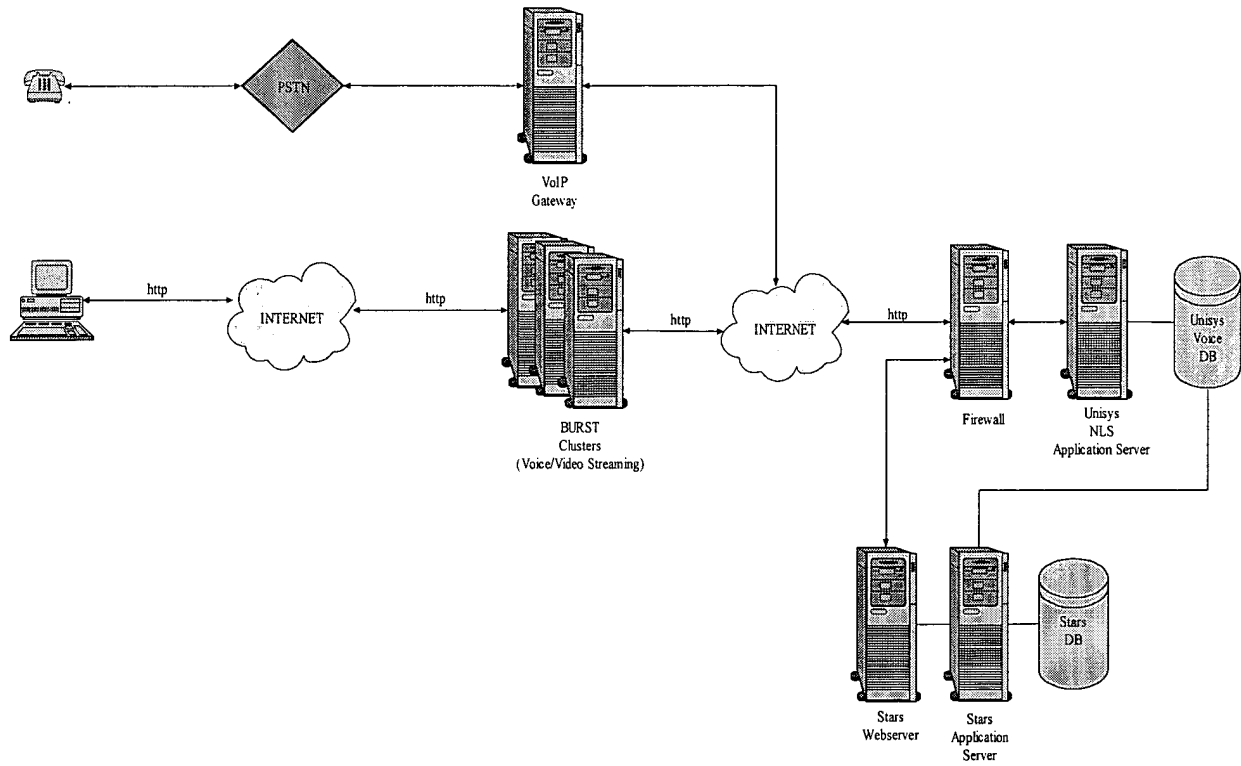 PSTN
VoIP
Gateway
http
INTERNET
http
BURST
Clusters
(Voice/Video Streaming)
http
INTERNET
http
Firewall
Unisys
NLS
Application Server
Unisys
Voice
DB
Stars
Webserver
Stars
Application
Server
Stars
DB